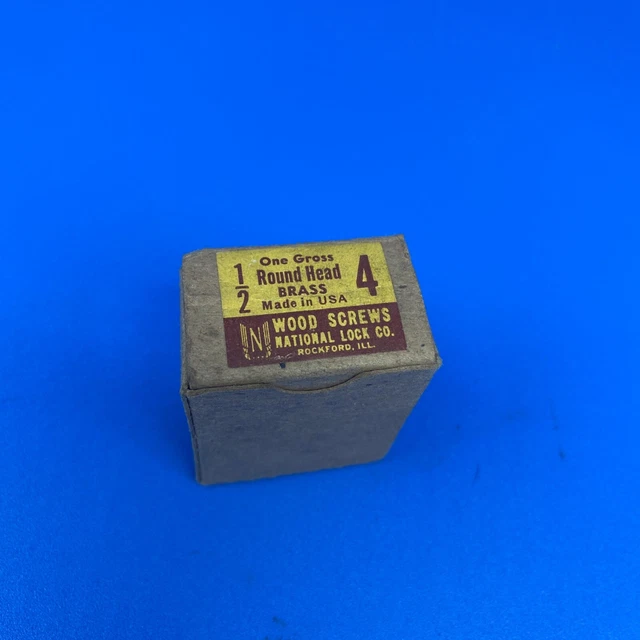 One Gross
1/2 Round Head 4
BRASS
Made in USA
N WOOD SCREWS
NATIONAL LOCK CO.
ROCKFORD, ILL.